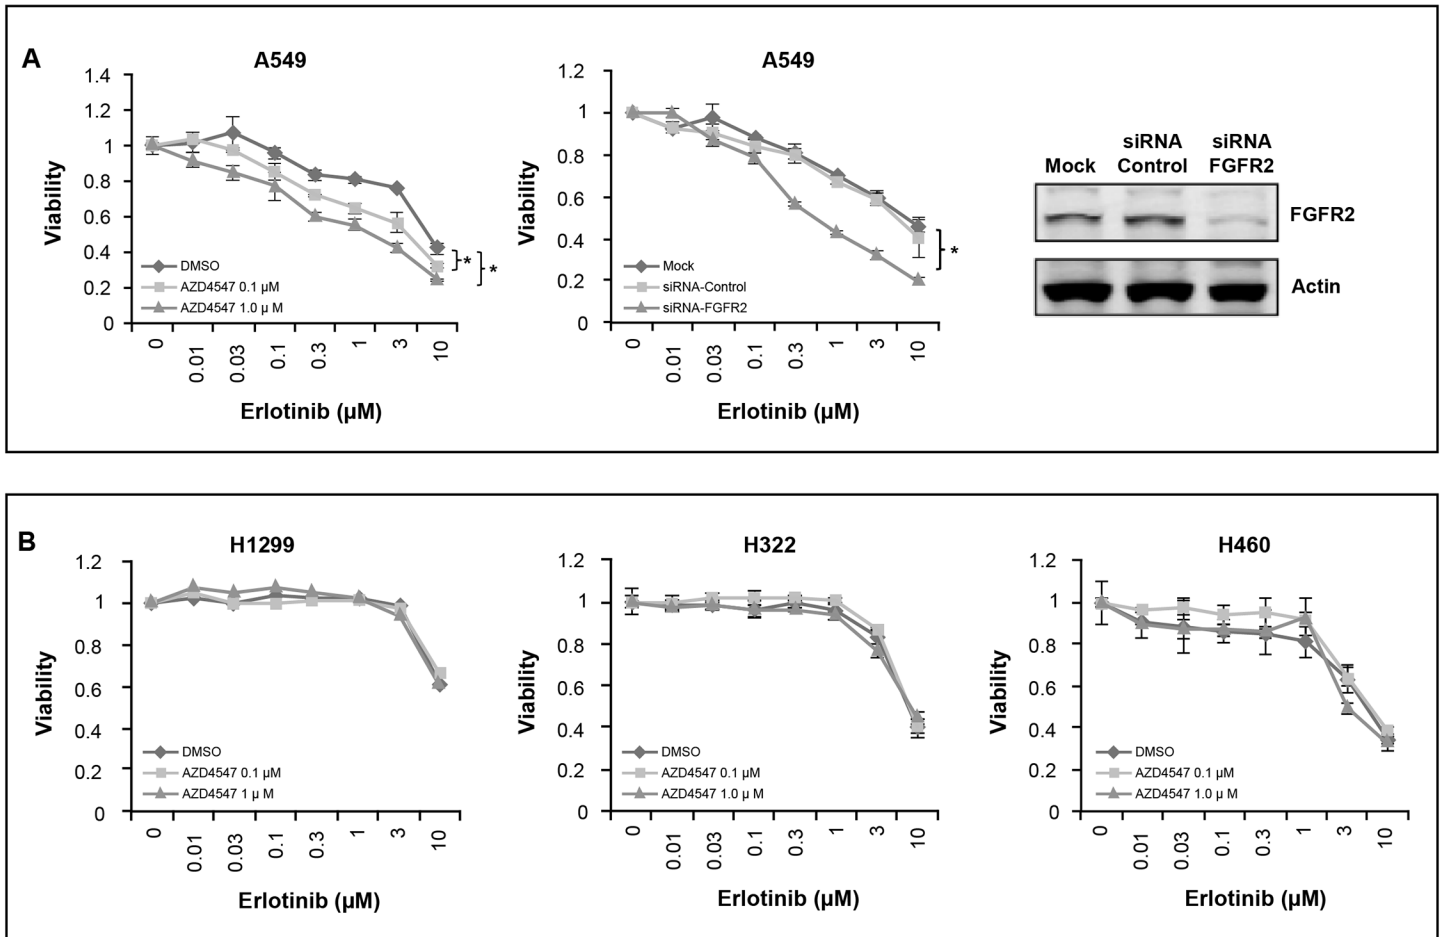 A
A549
1.4
1.2
1
0.8
0.6
0.4
0.2
0
Viability
DMSO
AZD4547 0.1 µM
AZD4547 1.0 µ M
*
*
0
0.01
0.03
0.1
0.3
1
3
10
Erlotinib (µM)
A549
1.2
1
0.8
0.6
0.4
0.2
0
Viability
Mock
siRNA-Control
siRNA-FGFR2
*
0
0.01
0.03
0.1
0.3
1
3
10
Erlotinib (µM)
Mock
siRNA
Control
siRNA
FGFR2
FGFR2
Actin
B
H1299
1.2
1
0.8
0.6
0.4
0.2
0
Viability
DMSO
AZD4547 0.1 µM
AZD4547 1 µ M
0
0.01
0.03
0.1
0.3
1
3
10
Erlotinib (µM)
H322
1.2
1
0.8
0.6
0.4
0.2
0
Viability
DMSO
AZD4547 0.1 µM
AZD4547 1.0 µ M
0
0.01
0.03
0.1
0.3
1
3
10
Erlotinib (µM)
H460
1.2
1
0.8
0.6
0.4
0.2
0
Viability
DMSO
AZD4547 0.1 µM
AZD4547 1.0 µ M
0
0.01
0.03
0.1
0.3
1
3
10
Erlotinib (µM)